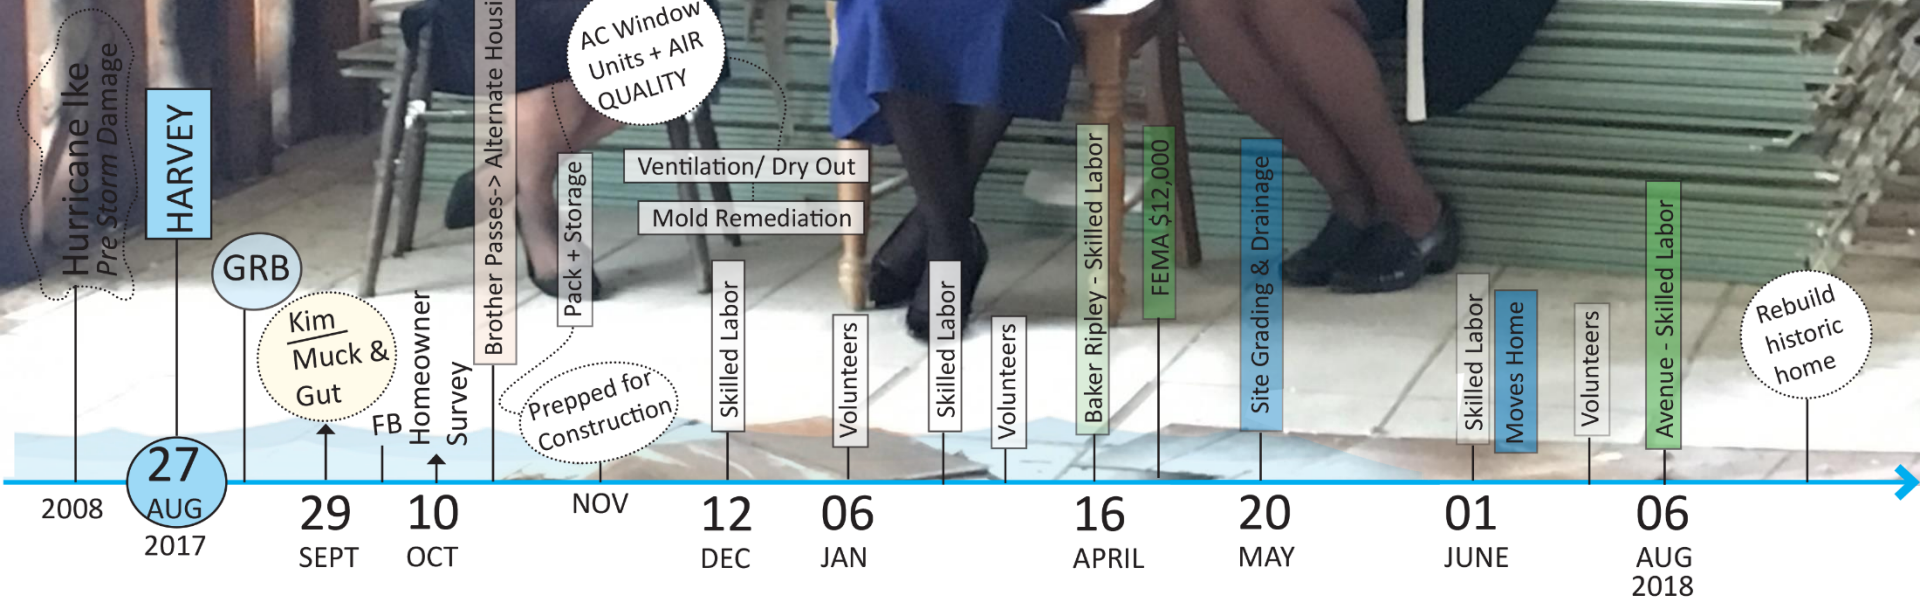 Hurricane Ike
Pre Storm Damage
2008
HARVEY
27
AUG
2017
GRB
Kim
Muck &
Gut
29
SEPT
FB
Homeowner
Survey
10
OCT
Brother Passes-> Alternate Housi
Pack + Storage
AC Window
Units + AIR
QUALITY
Ventilation/ Dry Out
Mold Remediation
Prepped for
Construction
NOV
Skilled Labor
12
DEC
Volunteers
06
JAN
Skilled Labor
Volunteers
Baker Ripley - Skilled Labor
16
APRIL
FEMA $12,000
Site Grading & Drainage
20
MAY
Skilled Labor
01
JUNE
Moves Home
Volunteers
Avenue - Skilled Labor
06
AUG
2018
Rebuild
historic
home